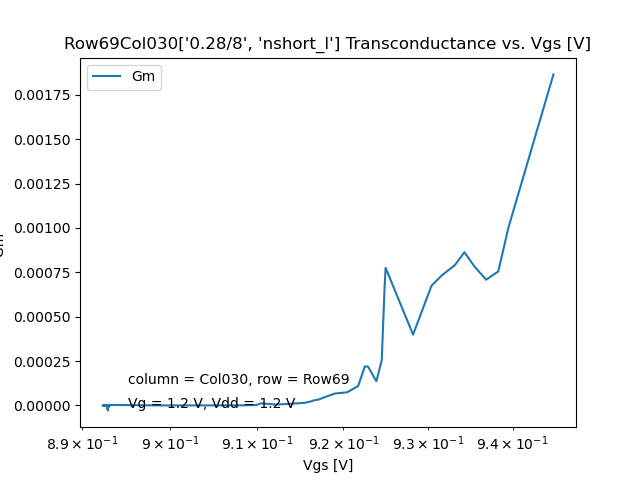 Row69Col030['0.28/8', 'nshort_l'] Transconductance vs. Vgs [V]
Gm
0.00175
0.00150
0.00125
0.00100
0.00075
0.00050
0.00025
0.00000
Gm
column = Col030, row = Row69
Vg = 1.2 V, Vdd = 1.2 V
8.9 × 10⁻¹ 9 × 10⁻¹ 9.1 × 10⁻¹ 9.2 × 10⁻¹ 9.3 × 10⁻¹ 9.4 × 10⁻¹
Vgs [V]